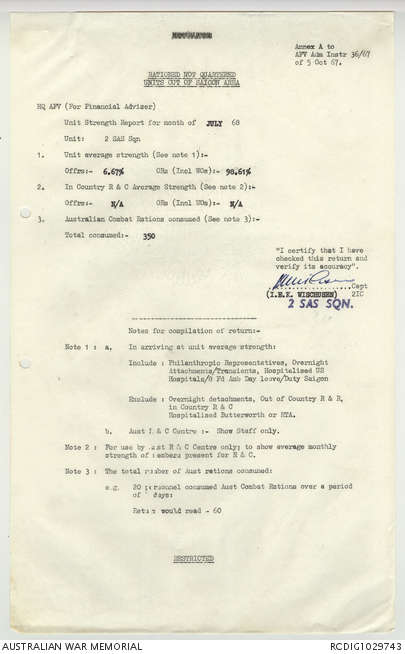 Annex A to
AFV Adm Instr 36/67
of 5 Oct 67.
RATIONED NOT QUARTERED
UNITS OUT OF SAIGON AREA
HQ AFV (For Financial Adviser)
Unit Strength Report for month of JULY 68
Unit: 2 SAS Sqn
1. Unit average strength (See note 1):-
Offrs:- 6.67% ORs (Incl WOs):- 98.61%
2. In Country R & C Average Strength (See note 2):-
Offrs:- N/A ORs (Incl WOs):- N/A
3. Australian Combat Rations consumed (See note 3):-
Total consumed:- 350
"I certify that I have
checked this return and
verify its accuracy".
Capt
(I.E.K. WISCHUSEN) 2IC
2 SAS SQN.
Notes for compilation of return:-
Note 1 : a. In arriving at unit average strength:
Include : Philanthropic Representatives, Overnight
Attachments/Transients, Hospitalised US
Hospitals/8 Fd Amb Day leave/Duty Saigon
Exclude : Overnight detachments, Out of Country R & R,
in Country R & C
Hospitalised Butterworth or RTA.
b. Aust R & C Centre :- Show Staff only.
Note 2 : For use by Aust R & C Centre only; to show average monthly
strength of members present for R & C.
Note 3 : The total number of Aust rations consumed:
e.g. 20 personnel consumed Aust Combat Rations over a period
of days:
Return would read - 60
RESTRICTED
AUSTRALIAN WAR MEMORIAL
RCDIG1029743